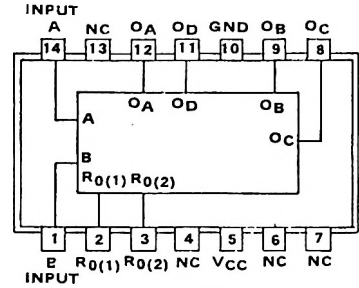 INPUT
A NC OA OD GND OB OC
14 13 12 11 10 9 8
OA OD OB
A
OC
B
R0(1) R0(2)
1 2 3 4 5 6 7
B R0(1) R0(2) NC VCC NC NC
INPUT